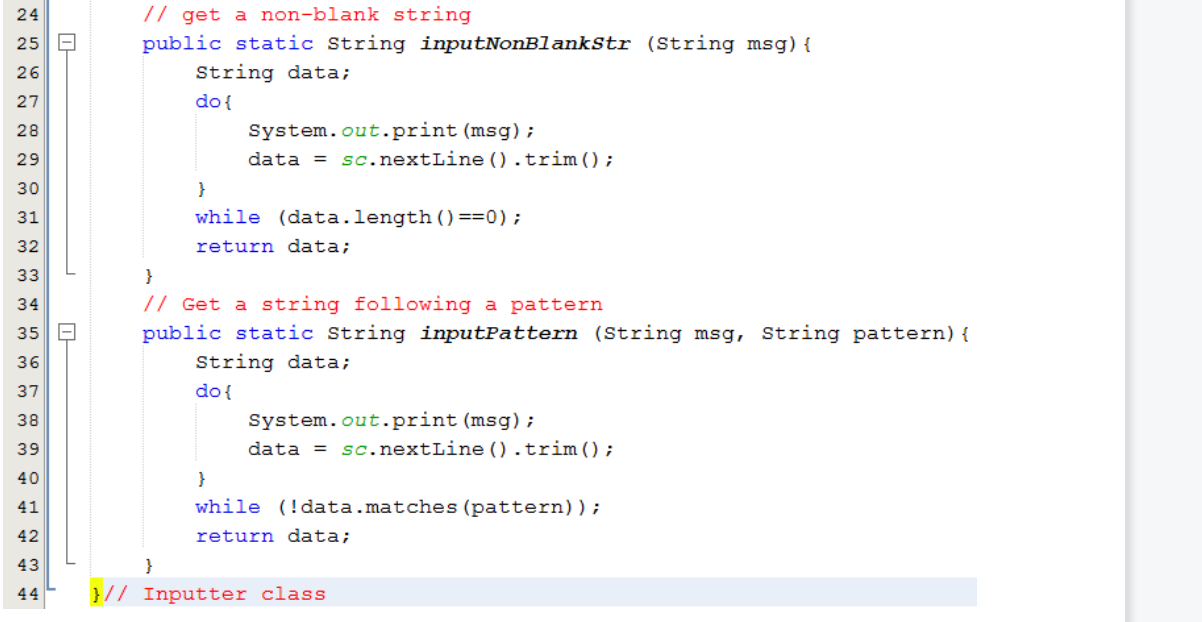 24 // get a non-blank string
25 public static String inputNonBlankStr (String msg){
26 String data;
27 do{
28 System.out.print(msg);
29 data = sc.nextLine().trim();
30 }
31 while (data.length()==0);
32 return data;
33 }
34 // Get a string following a pattern
35 public static String inputPattern (String msg, String pattern){
36 String data;
37 do{
38 System.out.print(msg);
39 data = sc.nextLine().trim();
40 }
41 while (!data.matches(pattern));
42 return data;
43 }
44 }// Inputter class